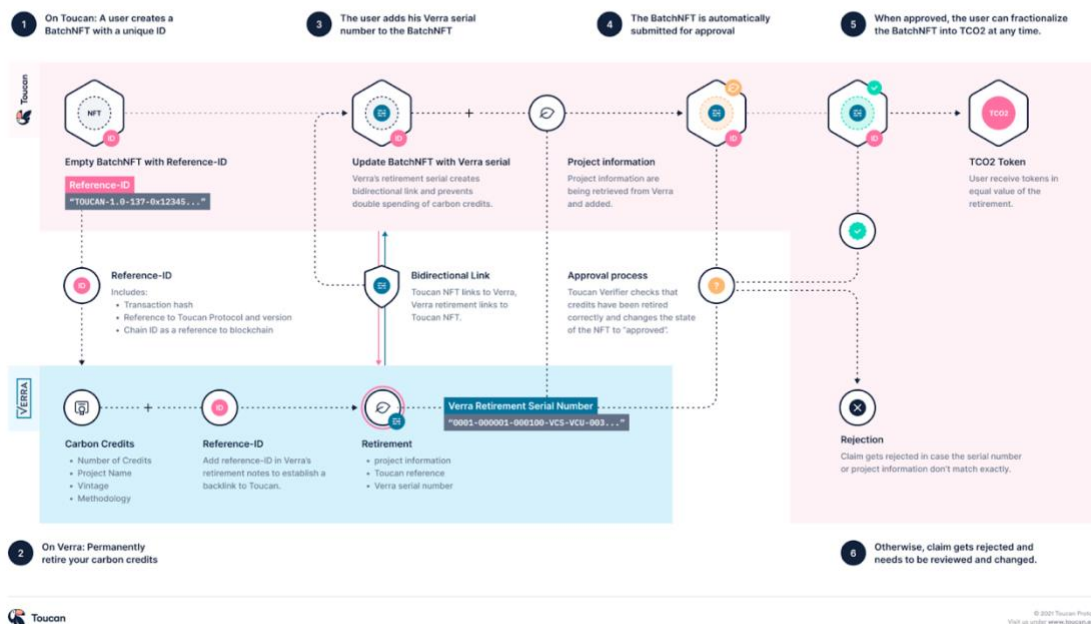 1
On Toucan: A user creates a
BatchNFT with a unique ID
3
The user adds his Verra serial
number to the BatchNFT
4
The BatchNFT is automatically
submitted for approval
5
When approved, the user can fractionalize
the BatchNFT into TCO2 at any time.
Toucan
NFT
ID
ID
ID
ID
TCO2
Empty BatchNFT with Reference-ID
Reference-ID
"TOUCAN-1.0-137-0x12345..."
Update BatchNFT with Verra serial
Verra's retirement serial creates
bidirectional link and prevents
double spending of carbon credits.
Project information
Project information are
being retrieved from Verra
and added.
TCO2 Token
User receive tokens in
equal value of the
retirement.
ID
Reference-ID
Includes:
• Transaction hash
• Reference to Toucan Protocol and version
• Chain ID as a reference to blockchain
Bidirectional Link
Toucan NFT links to Verra,
Verra retirement links to
Toucan NFT.
Approval process
Toucan Verifier checks that
credits have been retired
correctly and changes the state
of the NFT to "approved".
?
VERRA
+
ID
Verra Retirement Serial Number
"0001-000001-000100-VCS-VCU-003..."
Carbon Credits
• Number of Credits
• Project Name
• Vintage
• Methodology
Reference-ID
Add reference-ID in Verra's
retirement notes to establish a
backlink to Toucan.
Retirement
• project information
• Toucan reference
• Verra serial number
Rejection
Claim gets rejected in case the serial number
or project information don't match exactly.
2
On Verra: Permanently
retire your carbon credits
6
Otherwise, claim gets rejected and
needs to be reviewed and changed.
Toucan
© 2021 Toucan Proto
Visit us under www.toucan.e